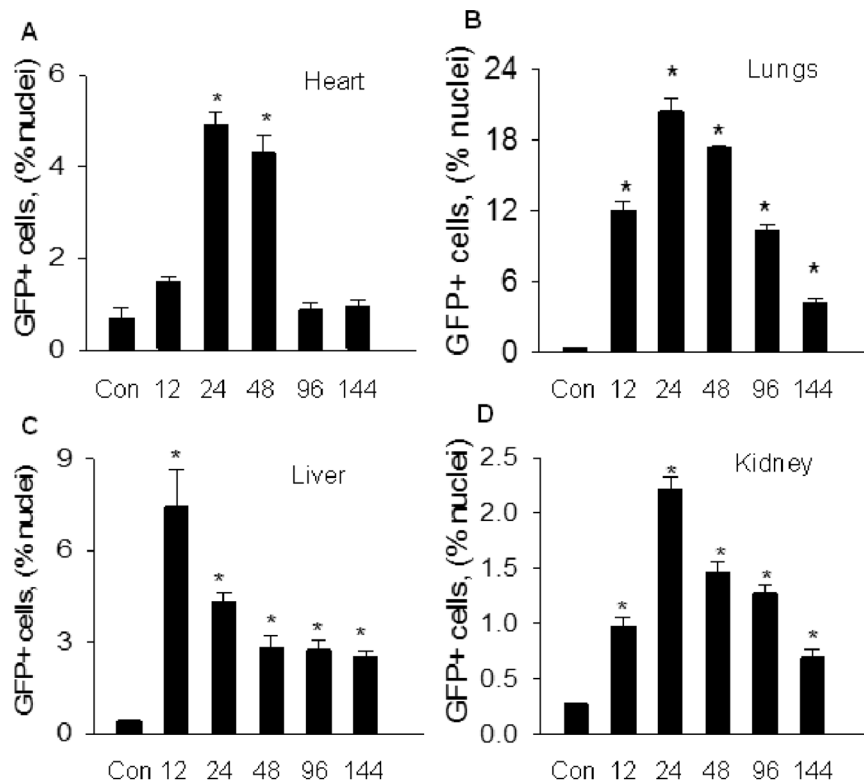 A
Heart
GFP+ cells, (% nuclei)
6
4
2
0
* *
Con 12 24 48 96 144
B
Lungs
GFP+ cells, (% nuclei)
24
18
12
6
0
* * * * *
Con 12 24 48 96 144
C
Liver
GFP+ cells, (% nuclei)
9
6
3
0
* * * * *
Con 12 24 48 96 144
D
Kidney
GFP+ cells, (% nuclei)
2.5
2.0
1.5
1.0
0.5
0.0
* * * * *
Con 12 24 48 96 144